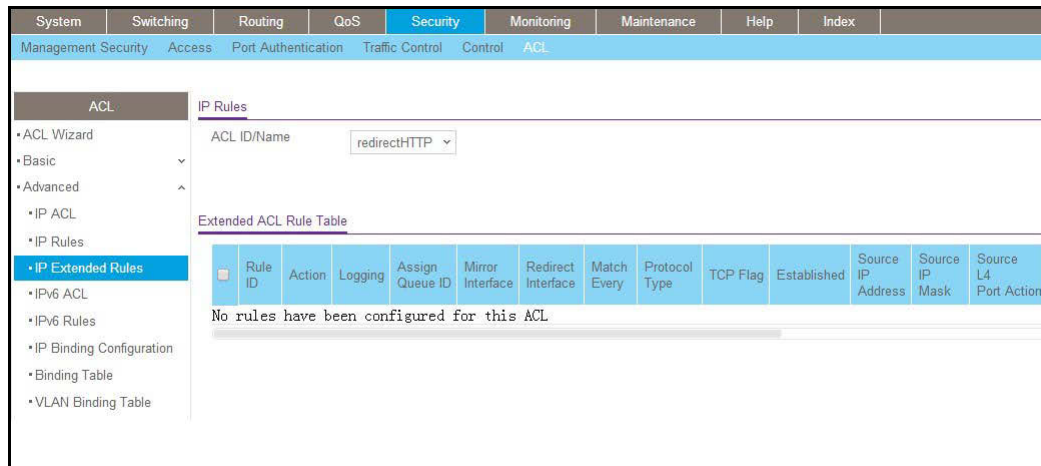 System Switching Routing QoS Security Monitoring Maintenance Help Index
Management Security Access Port Authentication Traffic Control Control ACL
ACL
ACL Wizard
Basic
Advanced
IP ACL
IP Rules
IP Extended Rules
IPv6 ACL
IPv6 Rules
IP Binding Configuration
Binding Table
VLAN Binding Table
IP Rules
ACL ID/Name redirectHTTP
Extended ACL Rule Table
Rule ID Action Logging Assign Queue ID Mirror Interface Redirect Interface Match Every Protocol Type TCP Flag Established Source IP Address Source IP Mask Source L4 Port Action
No rules have been configured for this ACL